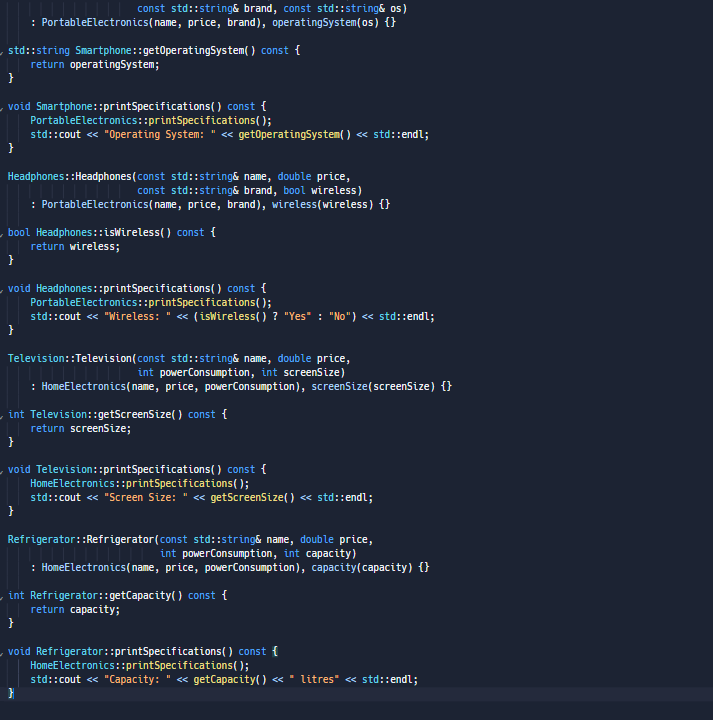 const std::string& brand, const std::string& os)
    : PortableElectronics(name, price, brand), operatingSystem(os) {}
std::string Smartphone::getOperatingSystem() const {
    return operatingSystem;
}
void Smartphone::printSpecifications() const {
    PortableElectronics::printSpecifications();
    std::cout << "Operating System: " << getOperatingSystem() << std::endl;
}
Headphones::Headphones(const std::string& name, double price,
                       const std::string& brand, bool wireless)
    : PortableElectronics(name, price, brand), wireless(wireless) {}
bool Headphones::isWireless() const {
    return wireless;
}
void Headphones::printSpecifications() const {
    PortableElectronics::printSpecifications();
    std::cout << "Wireless: " << (isWireless() ? "Yes" : "No") << std::endl;
}
Television::Television(const std::string& name, double price,
                       int powerConsumption, int screenSize)
    : HomeElectronics(name, price, powerConsumption), screenSize(screenSize) {}
int Television::getScreenSize() const {
    return screenSize;
}
void Television::printSpecifications() const {
    HomeElectronics::printSpecifications();
    std::cout << "Screen Size: " << getScreenSize() << std::endl;
}
Refrigerator::Refrigerator(const std::string& name, double price,
                           int powerConsumption, int capacity)
    : HomeElectronics(name, price, powerConsumption), capacity(capacity) {}
int Refrigerator::getCapacity() const {
    return capacity;
}
void Refrigerator::printSpecifications() const {
    HomeElectronics::printSpecifications();
    std::cout << "Capacity: " << getCapacity() << " litres" << std::endl;
}